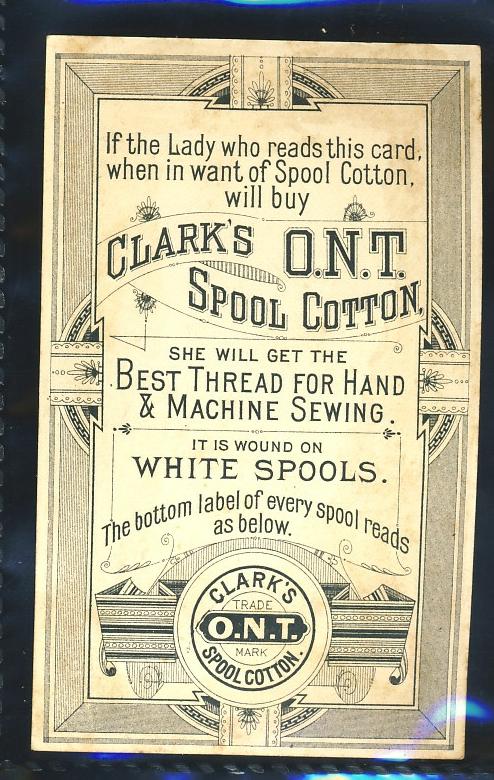 If the Lady who reads this card,
when in want of Spool Cotton,
will buy
CLARK'S O.N.T.
SPOOL COTTON,
SHE WILL GET THE
BEST THREAD FOR HAND
& MACHINE SEWING.
IT IS WOUND ON
WHITE SPOOLS.
The bottom label of every spool reads
as below.
CLARK'S
TRADE
O.N.T.
MARK
SPOOL COTTON.